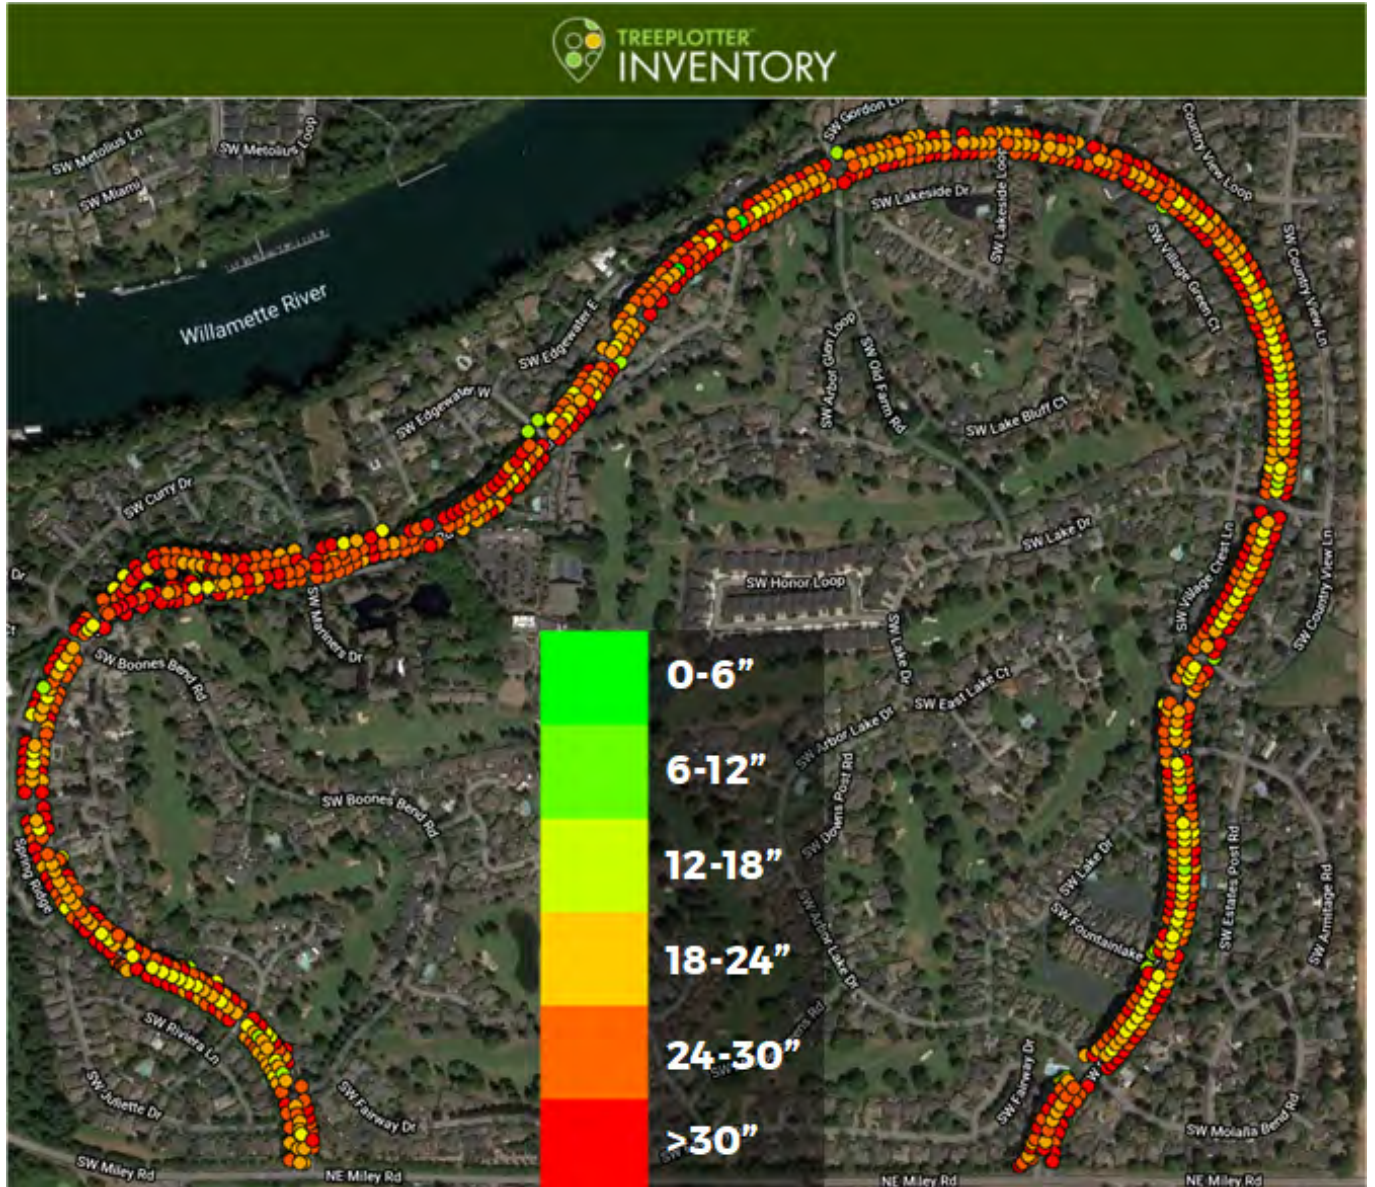 TREEPLOTTER™
INVENTORY
SW Metolius Ln
SW Metolius Loop
SW Miami
SW Gordon Ln
Country View Loop
SW Lakeside Dr
SW Lakeside Loop
SW Country View Ln
SW Village Green Ct
Willamette River
SW Edgewater E
SW Edgewater W
SW Arbor Glen Loop
SW Old Farm Rd
SW Lake Bluff Ct
SW Curry Dr
SW Lake Dr
SW Village Crest Ln
SW Country View Ln
Dr
SW Honor Loop
SW Mariners Dr
SW Lake Dr
SW Boones Bend Rd
SW East Lake Ct
SW Arbor Lake Dr
0-6”
6-12”
12-18”
18-24”
24-30”
>30”
SW Boones Bend Rd
SW Downs Post Rd
Spring Ridge
SW Lake Dr
SW Estates Post Rd
SW Armitage Rd
SW Fountainlake
SW Arbor Lake Dr
SW Riviera Ln
SW Juliette Dr
SW Fairway Dr
SW Fairway Dr
SW Molalla Bend Rd
SW Miley Rd
NE Miley Rd
NE Miley Rd
NE Miley Rd